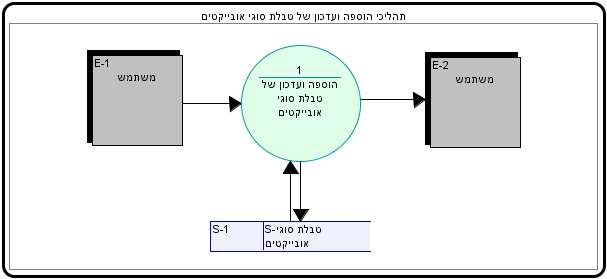 תהליכי הוספה ועדכון של טבלת סוגי אובייקטים
E-1
משתמש
1
הוספה ועדכון של
טבלת סוגי
אובייקטים
E-2
משתמש
S-1
S-טבלת סוגי
אובייקטים